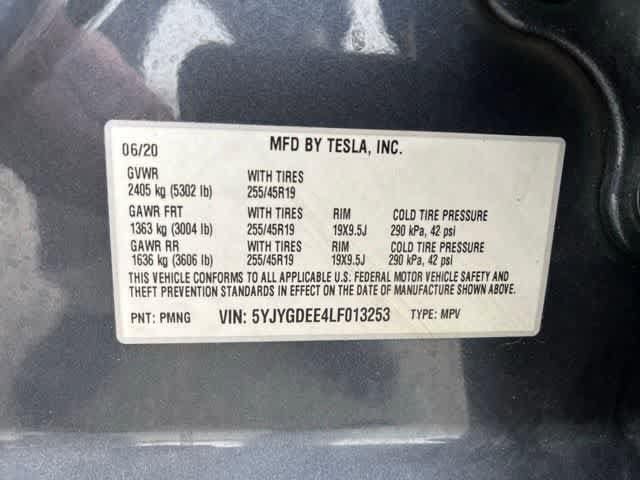 06/20 MFD BY TESLA, INC.
GVWR WITH TIRES
2405 kg (5302 lb) 255/45R19
GAWR FRT WITH TIRES RIM COLD TIRE PRESSURE
1363 kg (3004 lb) 255/45R19 19X9.5J 290 kPa, 42 psi
GAWR RR WITH TIRES RIM COLD TIRE PRESSURE
1636 kg (3606 lb) 255/45R19 19X9.5J 290 kPa, 42 psi
THIS VEHICLE CONFORMS TO ALL APPLICABLE U.S. FEDERAL MOTOR VEHICLE SAFETY AND
THEFT PREVENTION STANDARDS IN EFFECT ON THE DATE OF MANUFACTURE SHOWN ABOVE.
PNT: PMNG VIN: 5YJYGDEE4LF013253 TYPE: MPV